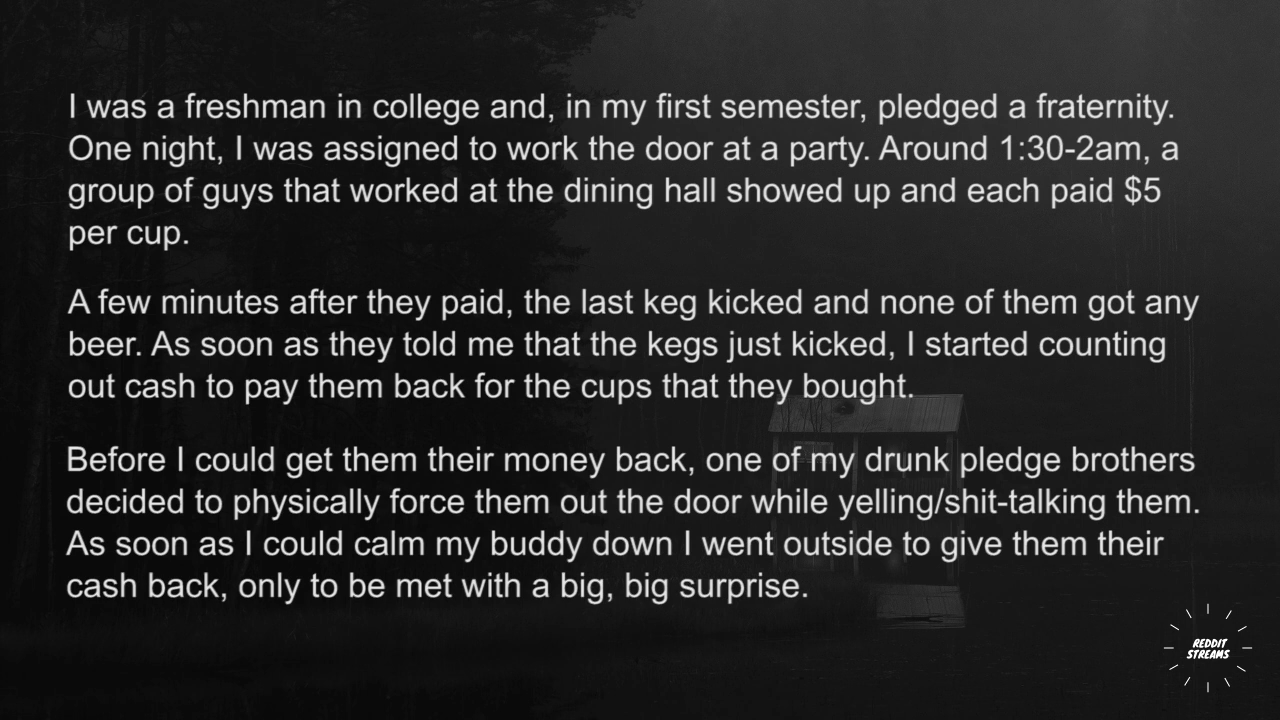 I was a freshman in college and, in my first semester, pledged a fraternity.
One night, I was assigned to work the door at a party. Around 1:30-2am, a
group of guys that worked at the dining hall showed up and each paid $5
per cup.
A few minutes after they paid, the last keg kicked and none of them got any
beer. As soon as they told me that the kegs just kicked, I started counting
out cash to pay them back for the cups that they bought.
Before I could get them their money back, one of my drunk pledge brothers
decided to physically force them out the door while yelling/shit-talking them.
As soon as I could calm my buddy down I went outside to give them their
cash back, only to be met with a big, big surprise.
REDDIT
STREAMS